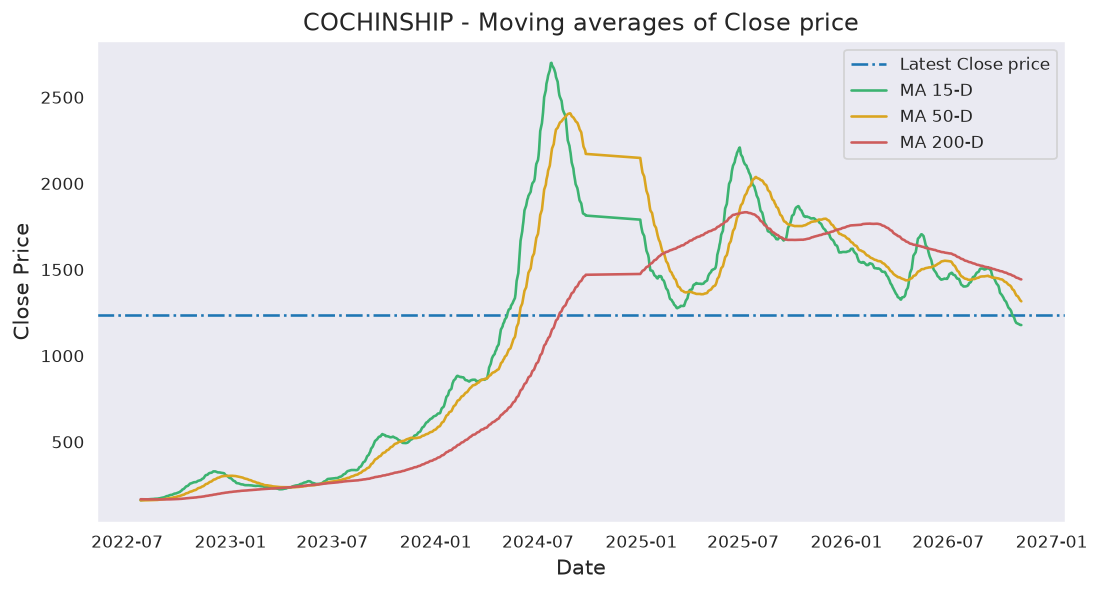 COCHINSHIP - Moving averages of Close price
Latest Close price
MA 15-D
MA 50-D
MA 200-D
Close Price
2500
2000
1500
1000
500
2022-07 2023-01 2023-07 2024-01 2024-07 2025-01 2025-07 2026-01 2026-07 2027-01
Date